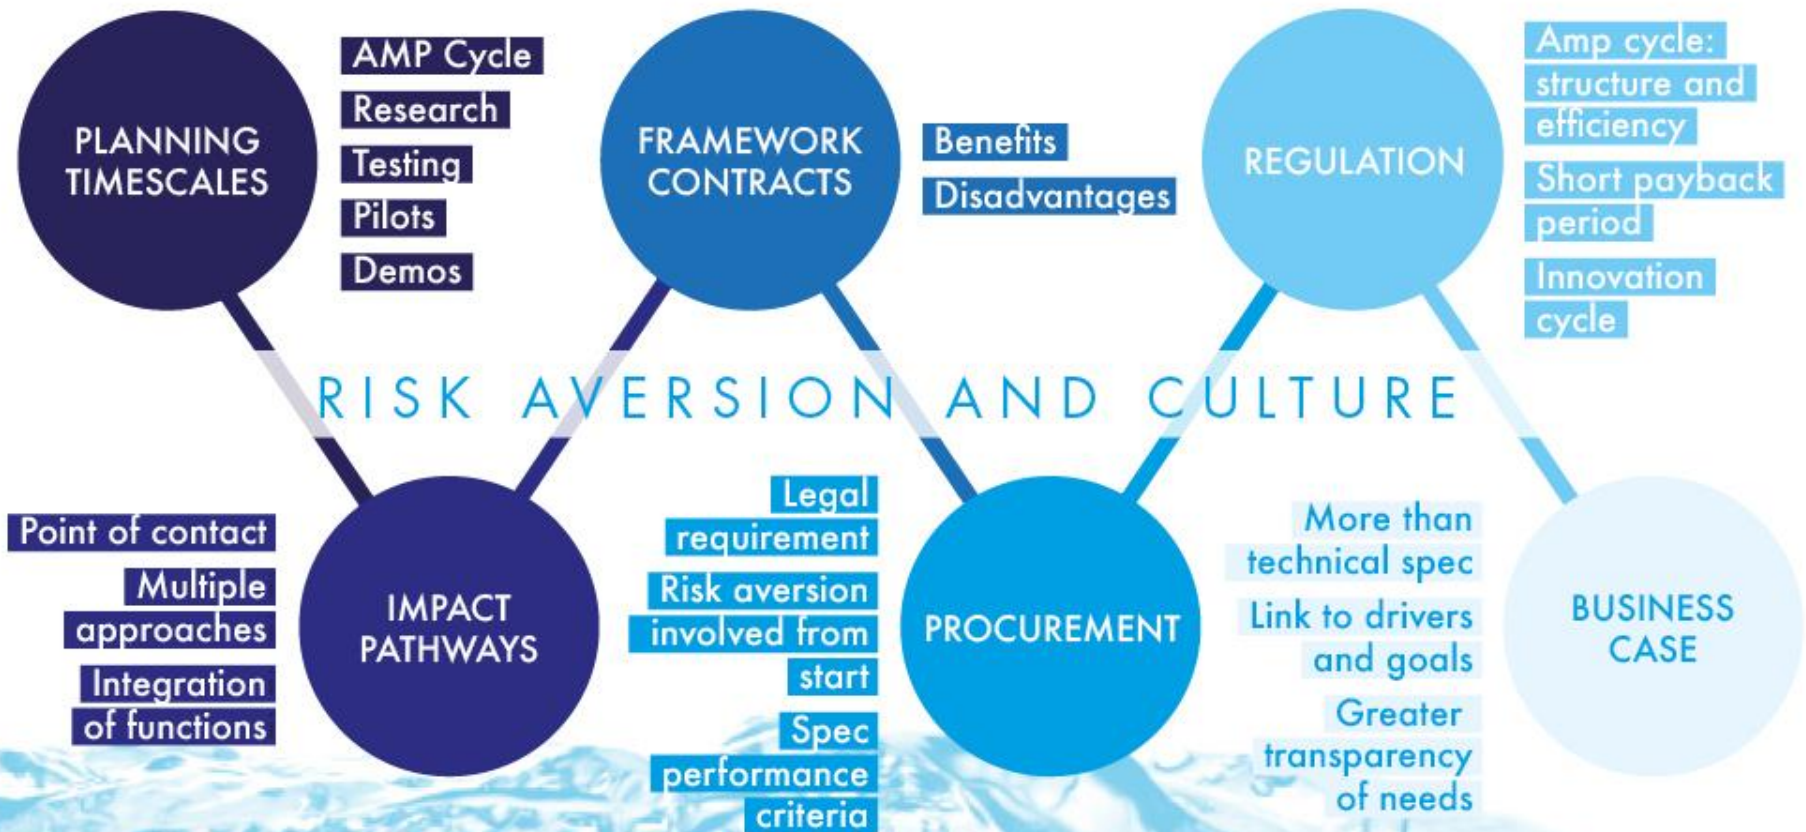 PLANNING
TIMESCALES
AMP Cycle
Research
Testing
Pilots
Demos
FRAMEWORK
CONTRACTS
Benefits
Disadvantages
REGULATION
Amp cycle:
structure and
efficiency
Short payback
period
Innovation
cycle
RISK AVERSION AND CULTURE
Point of contact
Multiple
approaches
Integration
of functions
IMPACT
PATHWAYS
Legal
requirement
Risk aversion
involved from
start
Spec
performance
criteria
PROCUREMENT
More than
technical spec
Link to drivers
and goals
Greater
transparency
of needs
BUSINESS
CASE